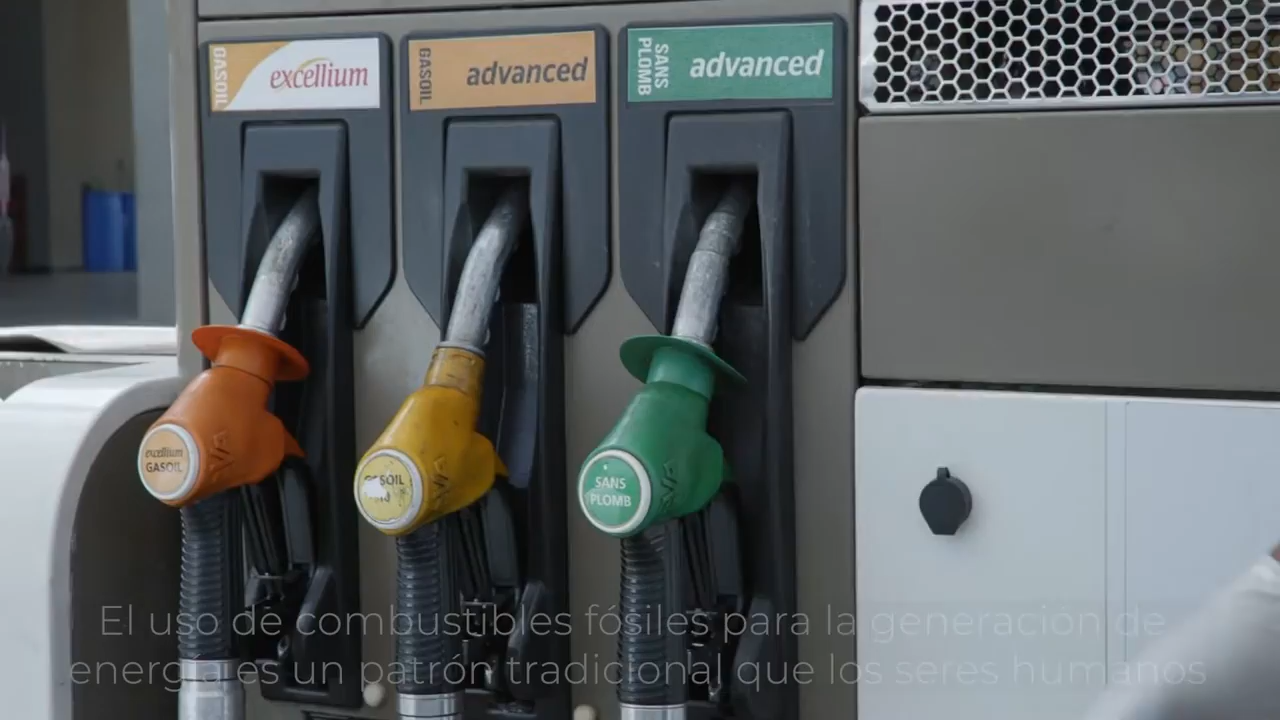 GASOIL
excellium
GASOIL
advanced
SANS
PLOMB
advanced
excellium
GASOIL
SANS
PLOMB
El uso de combustibles fósiles para la generación de
energía es un patrón tradicional que los seres humanos